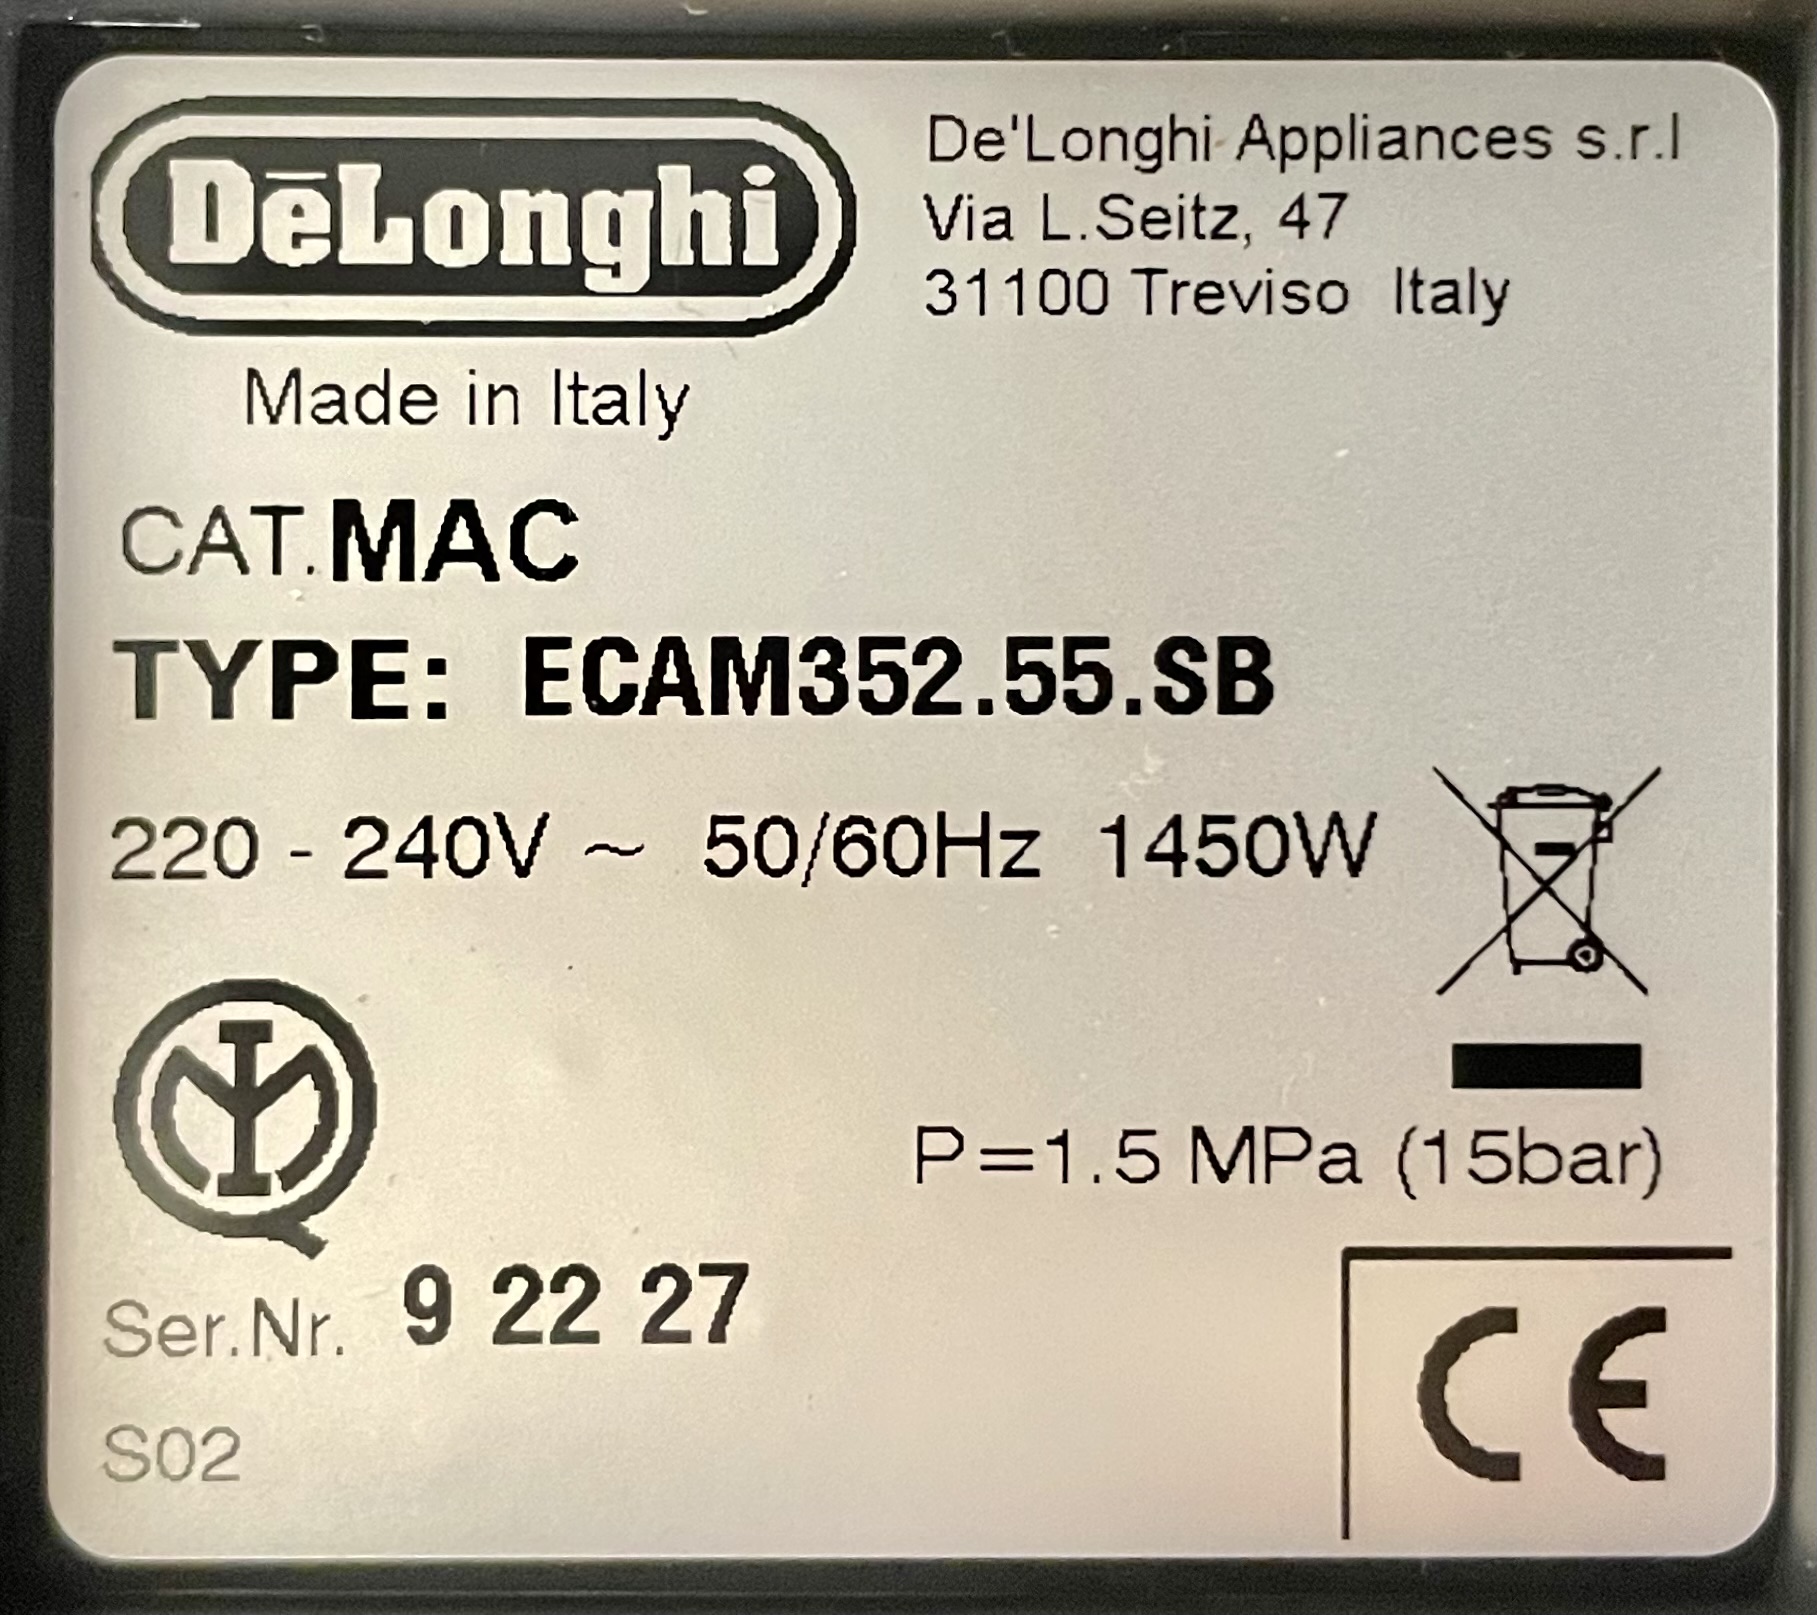 DēLonghi
De'Longhi Appliances s.r.l
Via L.Seitz, 47
31100 Treviso Italy
Made in Italy
CAT.MAC
TYPE: ECAM352.55.SB
220 - 240V ~ 50/60Hz 1450W
P=1.5 MPa (15bar)
Ser.Nr. 9 22 27
S02
CE